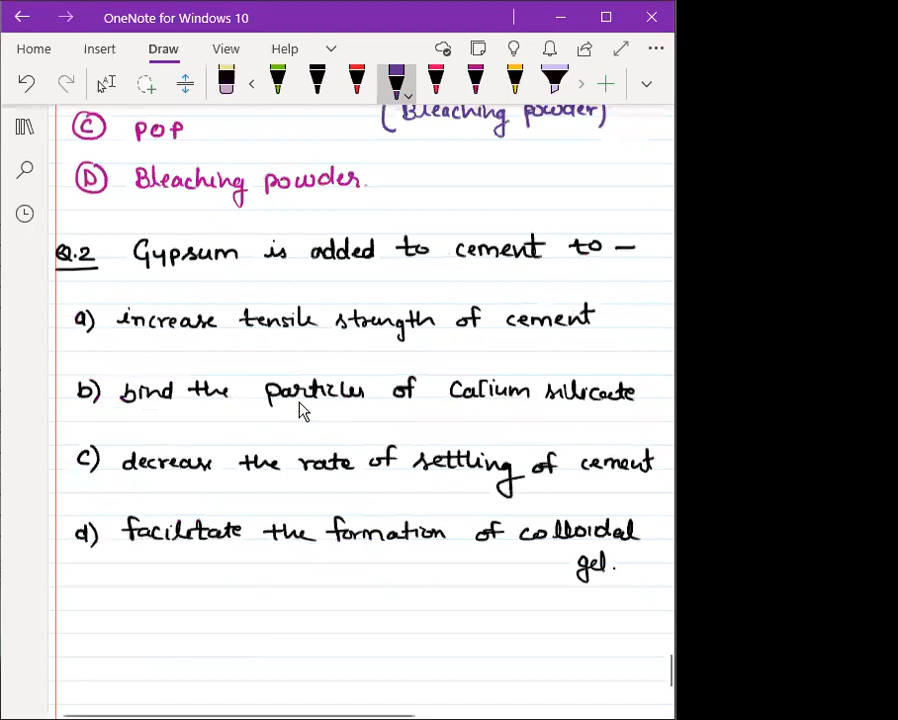 OneNote for Windows 10
Home Insert Draw View Help
(Bleaching powder)
C POP
D Bleaching powder.
Q.2 Gypsum is added to cement to -
a) increase tensile strength of cement
b) bind the particles of Calium silicate
c) decrease the rate of settling of cement
d) facilitate the formation of colloidal
gel.